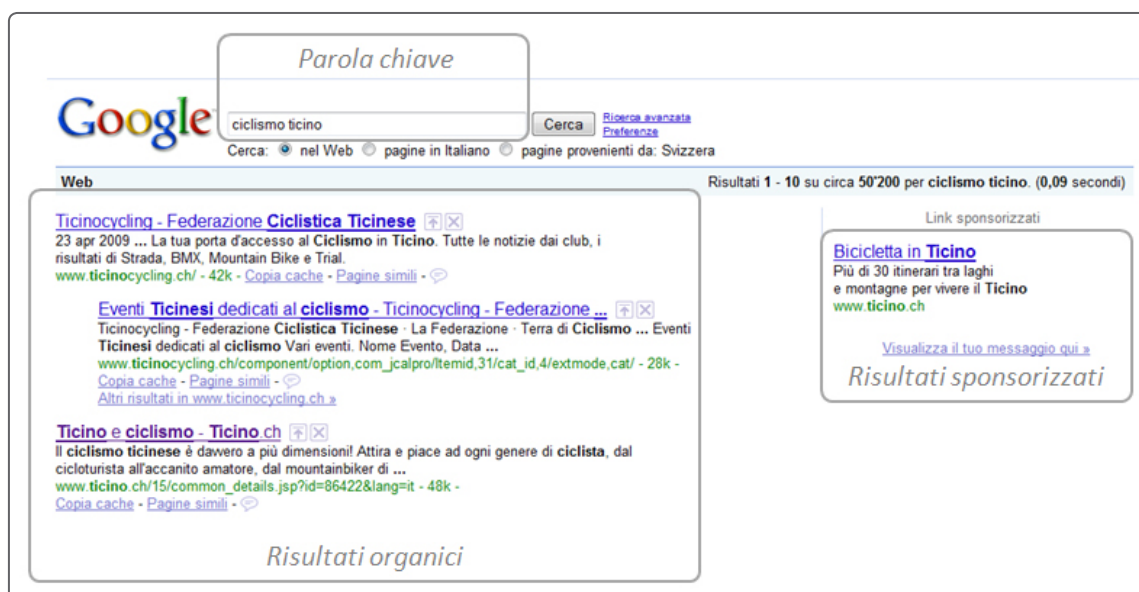 Parola chiave
Google
ciclismo ticino
Cerca
Ricerca avanzata
Preferenze
Cerca: nel Web pagine in Italiano pagine provenienti da: Svizzera
Web
Risultati 1 - 10 su circa 50'200 per ciclismo ticino. (0,09 secondi)
Ticinocycling - Federazione Ciclistica Ticinese
23 apr 2009 ... La tua porta d'accesso al Ciclismo in Ticino. Tutte le notizie dai club, i
risultati di Strada, BMX, Mountain Bike e Trial.
www.ticinocycling.ch/ - 42k - Copia cache - Pagine simili -
Eventi Ticinesi dedicati al ciclismo - Ticinocycling - Federazione ...
Ticinocycling - Federazione Ciclistica Ticinese · La Federazione · Terra di Ciclismo ... Eventi
Ticinesi dedicati al ciclismo Vari eventi. Nome Evento, Data ...
www.ticinocycling.ch/component/option,com_jcalpro/Itemid,31/cat_id,4/extmode,cat/ - 28k -
Copia cache - Pagine simili -
Altri risultati in www.ticinocycling.ch »
Ticino e ciclismo - Ticino.ch
Il ciclismo ticinese è davvero a più dimensioni! Attira e piace ad ogni genere di ciclista, dal
cicloturista all'accanito amatore, dal mountainbiker di ...
www.ticino.ch/15/common_details.jsp?id=86422&lang=it - 48k -
Copia cache - Pagine simili -
Risultati organici
Link sponsorizzati
Bicicletta in Ticino
Più di 30 itinerari tra laghi
e montagne per vivere il Ticino
www.ticino.ch
Visualizza il tuo messaggio qui »
Risultati sponsorizzati